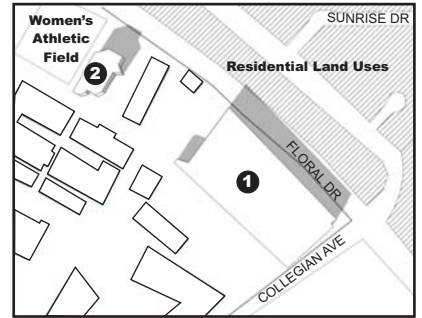 Women's
Athletic
Field
SUNRISE DR
Residential Land Uses
2
1
FLORAL DR
COLLEGIAN AVE